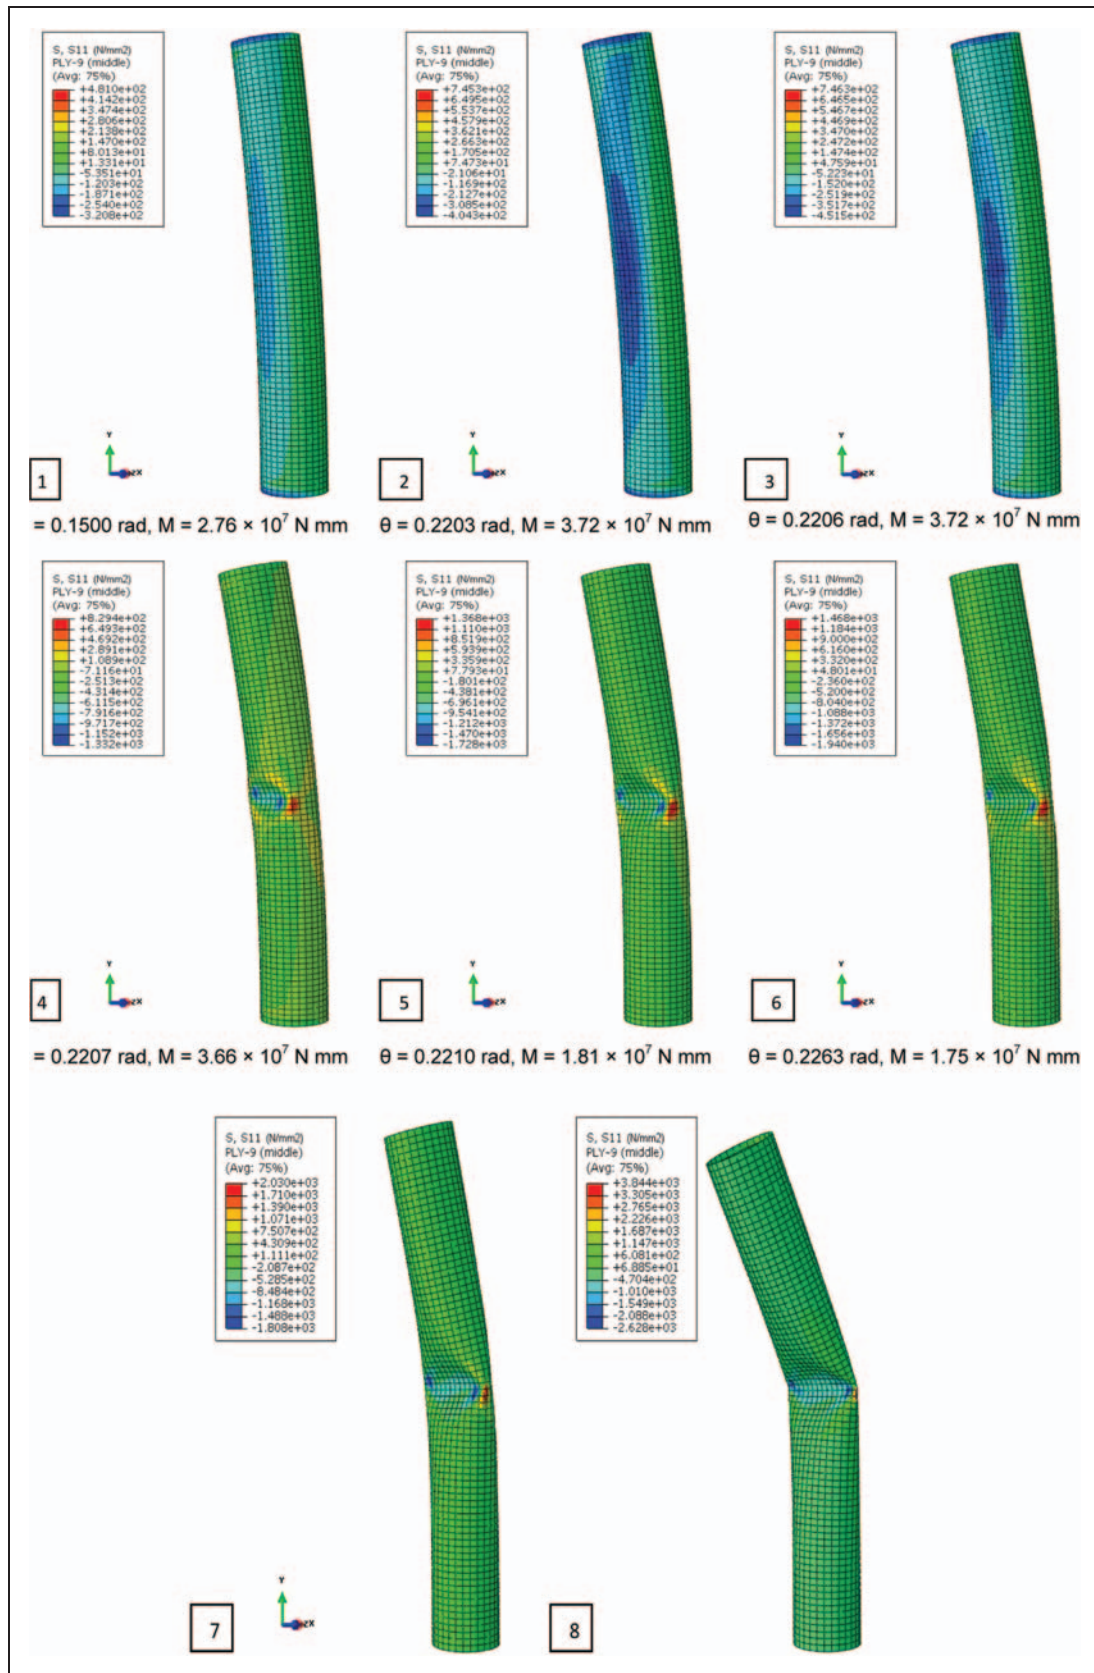 S, S11 (N/mm2)
PLY-9 (middle)
(Avg: 75%)
+4.810e+02
+4.142e+02
+3.474e+02
+2.806e+02
+2.138e+02
+1.470e+02
+8.013e+01
+1.331e+01
-5.351e+01
-1.203e+02
-1.871e+02
-2.540e+02
-3.208e+02
Y
ZX
1
= 0.1500 rad, M = 2.76 × 10⁷ N mm
S, S11 (N/mm2)
PLY-9 (middle)
(Avg: 75%)
+7.453e+02
+6.495e+02
+5.537e+02
+4.579e+02
+3.621e+02
+2.663e+02
+1.705e+02
+7.473e+01
-2.106e+01
-1.169e+02
-2.127e+02
-3.085e+02
-4.043e+02
Y
ZX
2
θ = 0.2203 rad, M = 3.72 × 10⁷ N mm
S, S11 (N/mm2)
PLY-9 (middle)
(Avg: 75%)
+7.463e+02
+6.465e+02
+5.467e+02
+4.469e+02
+3.470e+02
+2.472e+02
+1.474e+02
+4.759e+01
-5.223e+01
-1.520e+02
-2.519e+02
-3.517e+02
-4.515e+02
Y
ZX
3
θ = 0.2206 rad, M = 3.72 × 10⁷ N mm
S, S11 (N/mm2)
PLY-9 (middle)
(Avg: 75%)
+8.294e+02
+6.493e+02
+4.692e+02
+2.891e+02
+1.089e+02
-7.116e+01
-2.513e+02
-4.314e+02
-6.115e+02
-7.916e+02
-9.717e+02
-1.152e+03
-1.332e+03
Y
ZX
4
= 0.2207 rad, M = 3.66 × 10⁷ N mm
S, S11 (N/mm2)
PLY-9 (middle)
(Avg: 75%)
+1.368e+03
+1.110e+03
+8.519e+02
+5.939e+02
+3.359e+02
+7.793e+01
-1.801e+02
-4.381e+02
-6.961e+02
-9.541e+02
-1.212e+03
-1.470e+03
-1.728e+03
Y
ZX
5
θ = 0.2210 rad, M = 1.81 × 10⁷ N mm
S, S11 (N/mm2)
PLY-9 (middle)
(Avg: 75%)
+1.468e+03
+1.184e+03
+9.000e+02
+6.160e+02
+3.320e+02
+4.801e+01
-2.360e+02
-5.200e+02
-8.040e+02
-1.088e+03
-1.372e+03
-1.656e+03
-1.940e+03
Y
ZX
6
θ = 0.2263 rad, M = 1.75 × 10⁷ N mm
S, S11 (N/mm2)
PLY-9 (middle)
(Avg: 75%)
+2.030e+03
+1.710e+03
+1.390e+03
+1.071e+03
+7.507e+02
+4.309e+02
+1.111e+02
-2.087e+02
-5.285e+02
-8.484e+02
-1.168e+03
-1.488e+03
-1.808e+03
Y
ZX
7
S, S11 (N/mm2)
PLY-9 (middle)
(Avg: 75%)
+3.844e+03
+3.305e+03
+2.765e+03
+2.226e+03
+1.687e+03
+1.147e+03
+6.081e+02
+6.885e+01
-4.704e+02
-1.010e+03
-1.549e+03
-2.088e+03
-2.628e+03
8